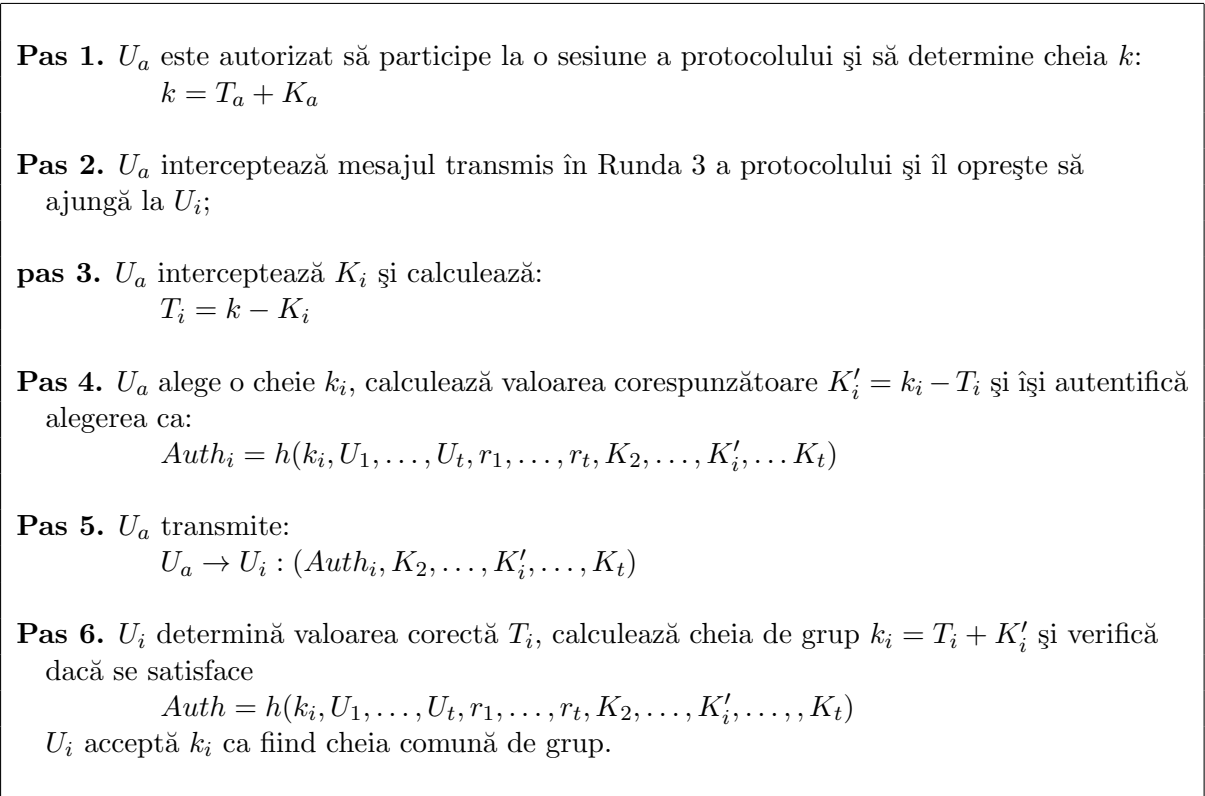 Pas 1. U_a este autorizat să participe la o sesiune a protocolului şi să determine cheia k:
k = T_a + K_a
Pas 2. U_a interceptează mesajul transmis în Runda 3 a protocolului şi îl opreşte să
ajungă la U_i;
pas 3. U_a interceptează K_i şi calculează:
T_i = k − K_i
Pas 4. U_a alege o cheie k_i, calculează valoarea corespunzătoare K'_i = k_i − T_i şi îşi autentifică
alegerea ca:
Auth_i = h(k_i, U_1, . . . , U_t, r_1, . . . , r_t, K_2, . . . , K'_i, . . . K_t)
Pas 5. U_a transmite:
U_a → U_i : (Auth_i, K_2, . . . , K'_i, . . . , K_t)
Pas 6. U_i determină valoarea corectă T_i, calculează cheia de grup k_i = T_i + K'_i şi verifică
dacă se satisface
Auth = h(k_i, U_1, . . . , U_t, r_1, . . . , r_t, K_2, . . . , K'_i, . . . , , K_t)
U_i acceptă k_i ca fiind cheia comună de grup.